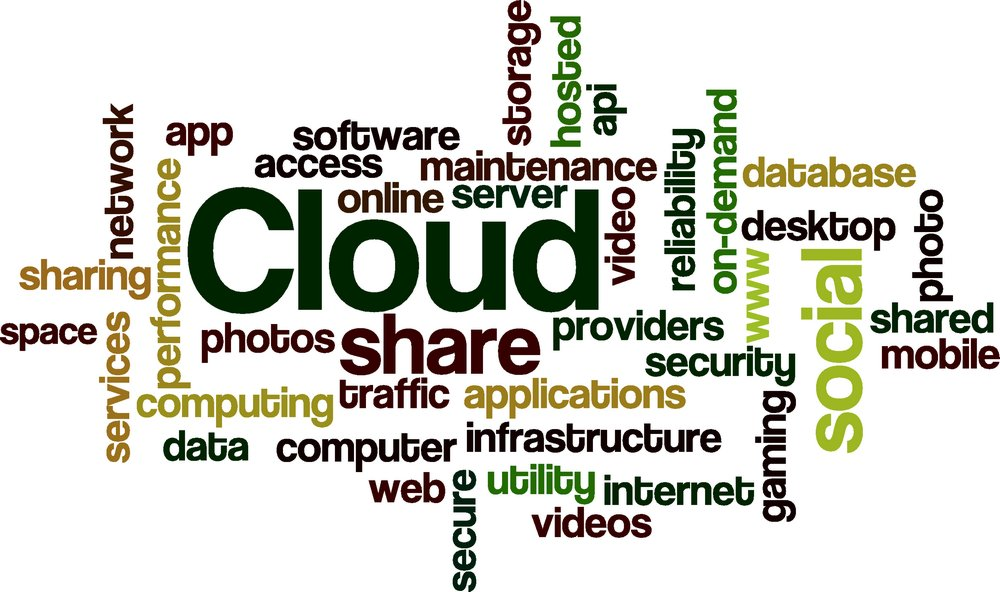 storage
hosted
api
network
app
software
access
maintenance
reliability
on-demand
database
performance
online
server
Cloud
video
desktop
photo
sharing
www
social
space
services
photos
share
providers
shared
security
mobile
computing
traffic
applications
gaming
data
computer
infrastructure
web
secure
utility
internet
videos